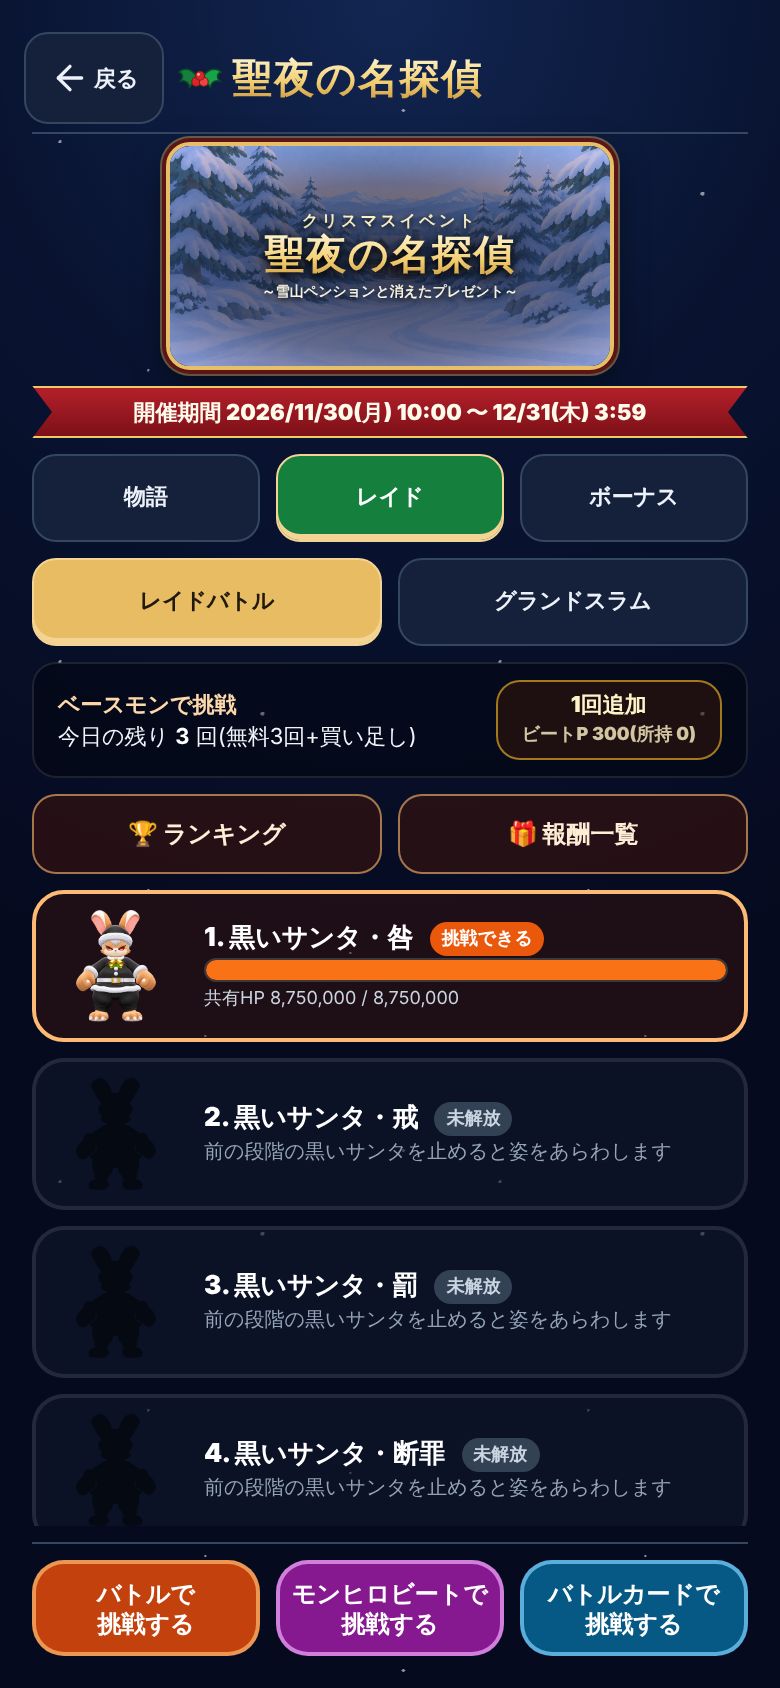 戻る
聖夜の名探偵
クリスマスイベント
聖夜の名探偵
～雪山ペンションと消えたプレゼント～
開催期間 2026/11/30(月) 10:00 〜 12/31(木) 3:59
物語
レイド
ボーナス
レイドバトル
グランドスラム
ベースモンで挑戦
今日の残り 3 回(無料3回+買い足し)
1回追加
ビートP 300(所持 0)
ランキング
報酬一覧
1. 黒いサンタ・咎 挑戦できる
共有HP 8,750,000 / 8,750,000
2. 黒いサンタ・戒 未解放
前の段階の黒いサンタを止めると姿をあらわします
3. 黒いサンタ・罰 未解放
前の段階の黒いサンタを止めると姿をあらわします
4. 黒いサンタ・断罪 未解放
前の段階の黒いサンタを止めると姿をあらわします
バトルで
挑戦する
モンヒロビートで
挑戦する
バトルカードで
挑戦する